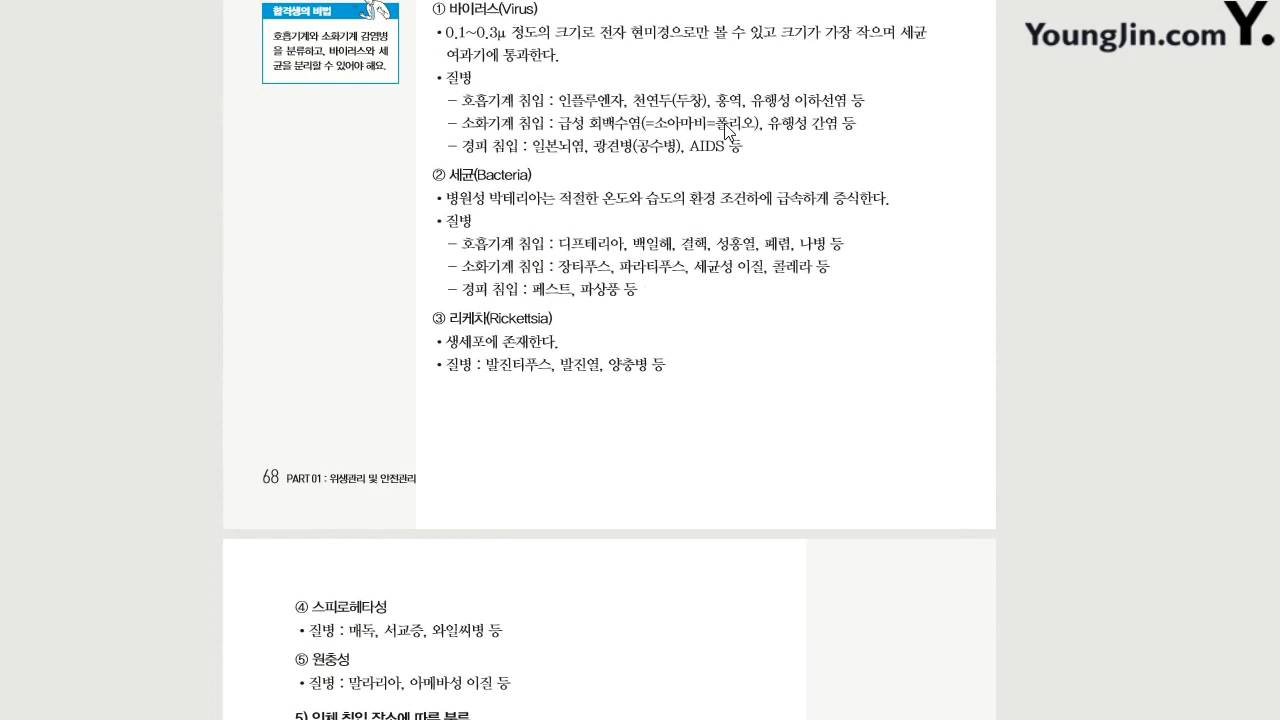 합격생의 비법
호흡기계와 소화기계 감염병
을 분류하고, 바이러스와 세
균을 분리할 수 있어야 해요.
① 바이러스(Virus)
• 0.1~0.3μ 정도의 크기로 전자 현미경으로만 볼 수 있고 크기가 가장 작으며 세균
여과기에 통과한다.
• 질병
– 호흡기계 침입 : 인플루엔자, 천연두(두창), 홍역, 유행성 이하선염 등
– 소화기계 침입 : 급성 회백수염(=소아마비=폴리오), 유행성 간염 등
– 경피 침입 : 일본뇌염, 광견병(공수병), AIDS 등
② 세균(Bacteria)
• 병원성 박테리아는 적절한 온도와 습도의 환경 조건하에 급속하게 증식한다.
• 질병
– 호흡기계 침입 : 디프테리아, 백일해, 결핵, 성홍열, 폐렴, 나병 등
– 소화기계 침입 : 장티푸스, 파라티푸스, 세균성 이질, 콜레라 등
– 경피 침입 : 페스트, 파상풍 등
③ 리케차(Rickettsia)
• 생세포에 존재한다.
• 질병 : 발진티푸스, 발진열, 양충병 등
68 PART 01 : 위생관리 및 안전관리
④ 스피로헤타성
• 질병 : 매독, 서교증, 와일씨병 등
⑤ 원충성
• 질병 : 말라리아, 아메바성 이질 등
5) 인체 침입 장소에 따른 분류
YoungJin.com Y.